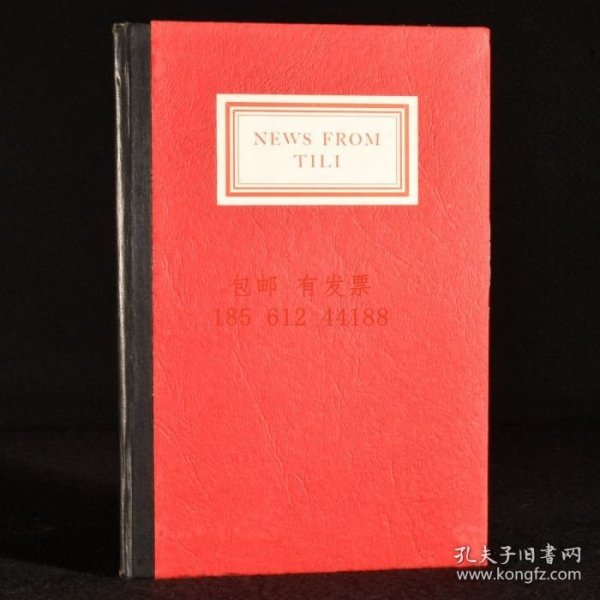 NEWS FROM
TILI
包邮 有发票
185 612 44188
孔夫子旧书网
www.kongfz.com